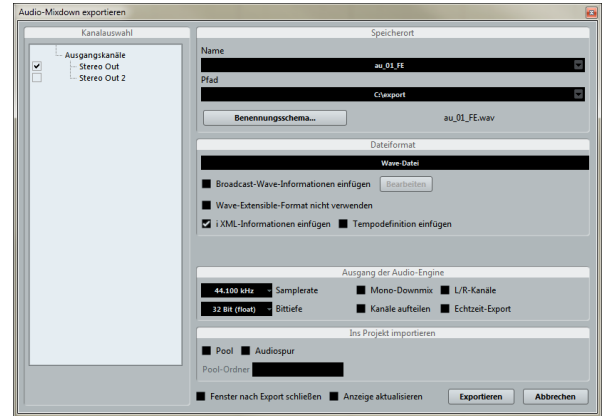 Audio-Mixdown exportieren
Kanalauswahl
Ausgangskanäle
Stereo Out
Stereo Out 2
Speicherort
Name
au_01_FE
Pfad
C:\export
Benennungsschema...
au_01_FE.wav
Dateiformat
Wave-Datei
Broadcast-Wave-Informationen einfügen
Bearbeiten
Wave-Extensible-Format nicht verwenden
i XML-Informationen einfügen
Tempodefinition einfügen
Ausgang der Audio-Engine
44.100 kHz
Samplerate
Mono-Downmix
L/R-Kanäle
32 Bit (float)
Bittiefe
Kanäle aufteilen
Echtzeit-Export
Ins Projekt importieren
Pool
Audiospur
Pool-Ordner
Fenster nach Export schließen
Anzeige aktualisieren
Exportieren
Abbrechen